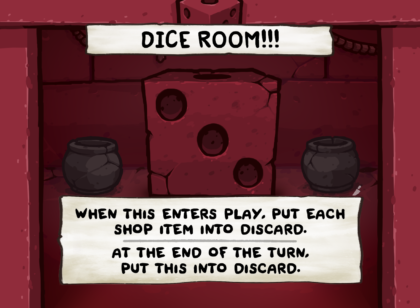 DICE ROOM!!!
WHEN THIS ENTERS PLAY, PUT EACH
SHOP ITEM INTO DISCARD.
AT THE END OF THE TURN,
PUT THIS INTO DISCARD.